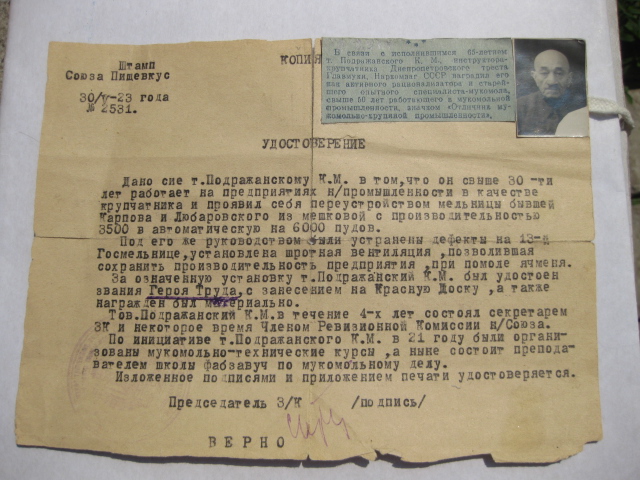 Штамп
Союза Пищевкус
КОПИЯ
30/V-23 года
№ 2531.
В связи с исполнившимся 65-летием
т. Подражанского К. М., инструктора-
крупчатника Днепропетровского треста
Главмуки, Наркомзаг СССР наградил его
как активного рационализатора и старей-
шего опытного специалиста-мукомола,
свыше 50 лет работающего в мукомольной
промышленности, значком «Отличник
мукомольно-крупяной промышленности».
УДОСТОВЕРЕНИЕ
Дано сие т.Подражанскому К.М. в том, что он свыше 30-ти
лет работает на предприятиях н/промышленности в качестве
крупчатника и проявил себя переустройством мельницы бывшей
Карпова и Любаровского из мешковой с производительностью
3500 в автоматическую на 6000 пудов.
Под его же руководством были устранены дефекты на 13-й
Госмельнице, установлена шротная вентиляция, позволившая
сохранить производительность предприятия, при помоле ячменя.
За означенную установку т.Подражанский К.М. был удостоен
звания Героя Труда, с занесением на Красную Доску, а также
награжден был материально.
Тов.Подражанский К.М. в течение 4-х лет состоял секретарем
ЗК и некоторое время Членом Ревизионной Комиссии н/Союза.
По инициативе т.Подражанского К.М. в 21 году были органи-
зованы мукомольно-технические курсы, а ныне состоит препода-
вателем школы фабзавуч по мукомольному делу.
Изложенное подписями и приложением печати удостоверяется.
Председатель З/К /подпись/
ВЕРНО